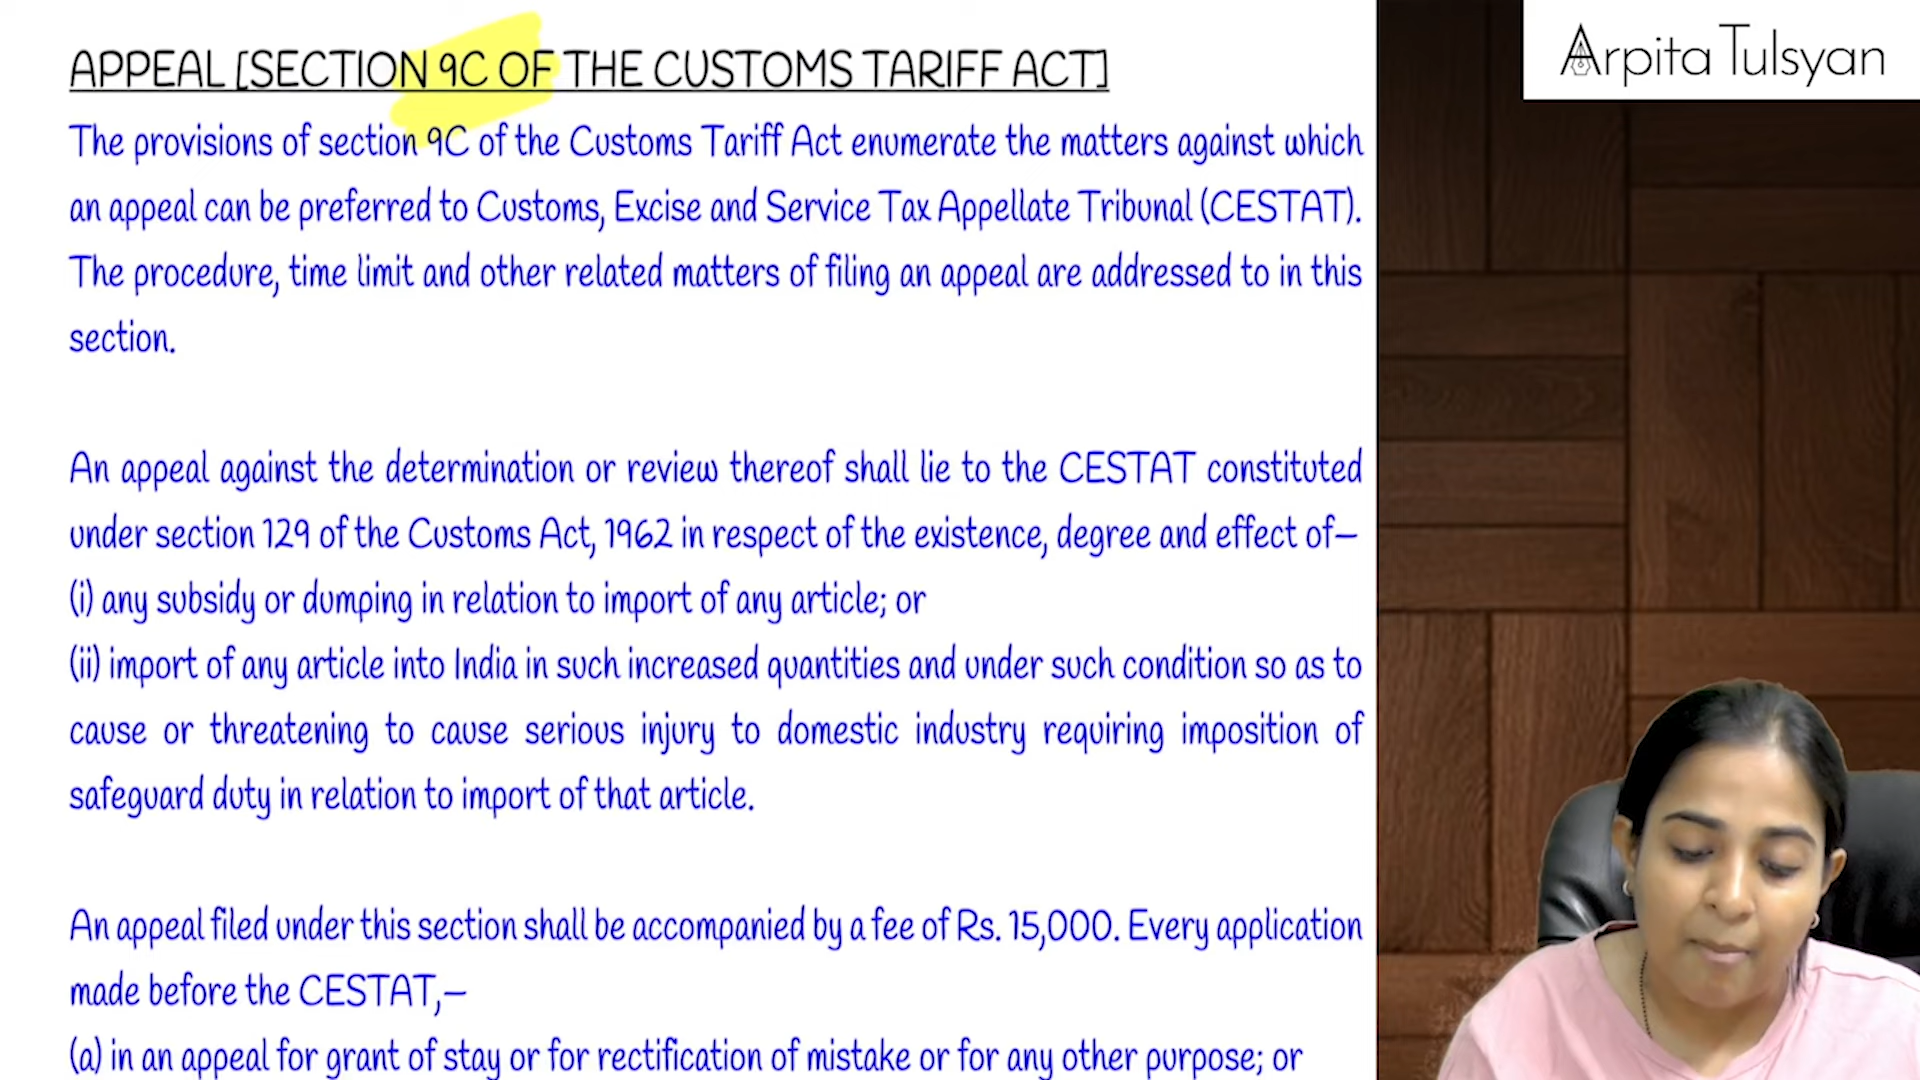 APPEAL [SECTION 9C OF THE CUSTOMS TARIFF ACT]
Arpita Tulsyan
The provisions of section 9C of the Customs Tariff Act enumerate the matters against which
an appeal can be preferred to Customs, Excise and Service Tax Appellate Tribunal (CESTAT).
The procedure, time limit and other related matters of filing an appeal are addressed to in this
section.
An appeal against the determination or review thereof shall lie to the CESTAT constituted
under section 129 of the Customs Act, 1962 in respect of the existence, degree and effect of—
(i) any subsidy or dumping in relation to import of any article; or
(ii) import of any article into India in such increased quantities and under such condition so as to
cause or threatening to cause serious injury to domestic industry requiring imposition of
safeguard duty in relation to import of that article.
An appeal filed under this section shall be accompanied by a fee of Rs. 15,000. Every application
made before the CESTAT,—
(a) in an appeal for grant of stay or for rectification of mistake or for any other purpose; or